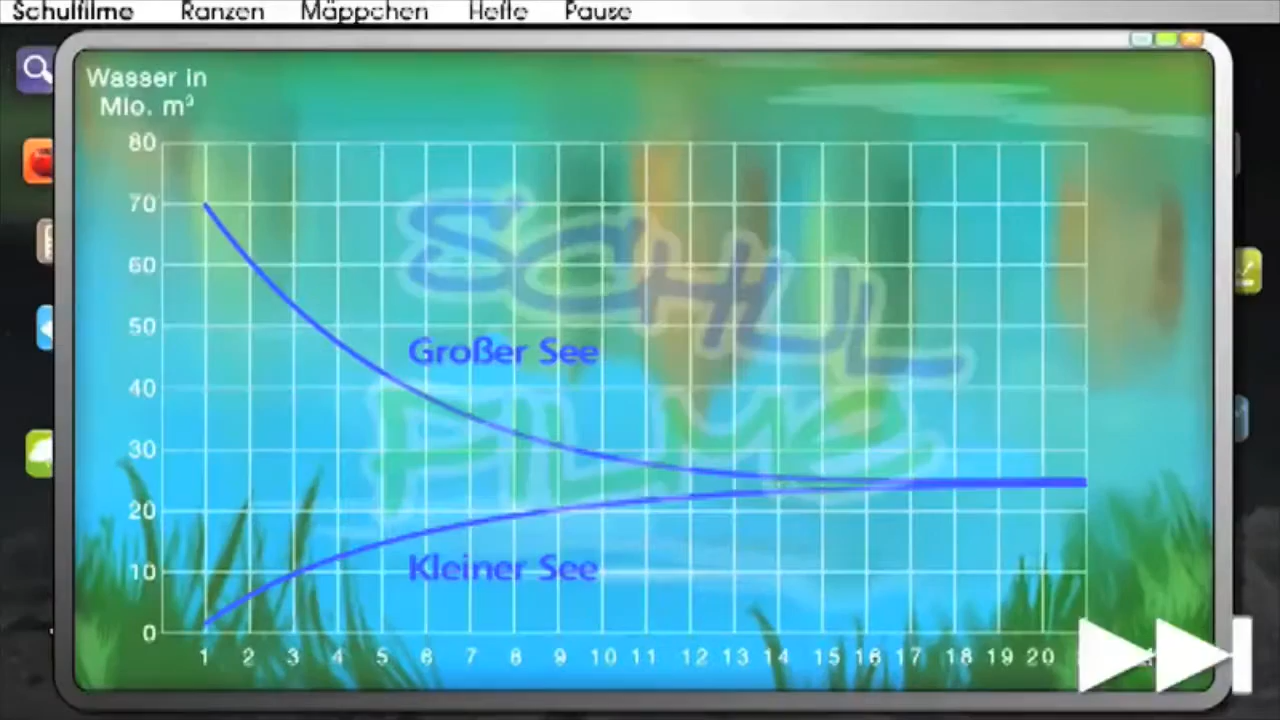 Schulfilme Ranzen Mäppchen Hefte Pause
Wasser in
Mio. m³
80
70
60
50
40
30
20
10
0
SCHUL
FILME
Großer See
Kleiner See
1 2 3 4 5 6 7 8 9 10 11 12 13 14 15 16 17 18 19 20